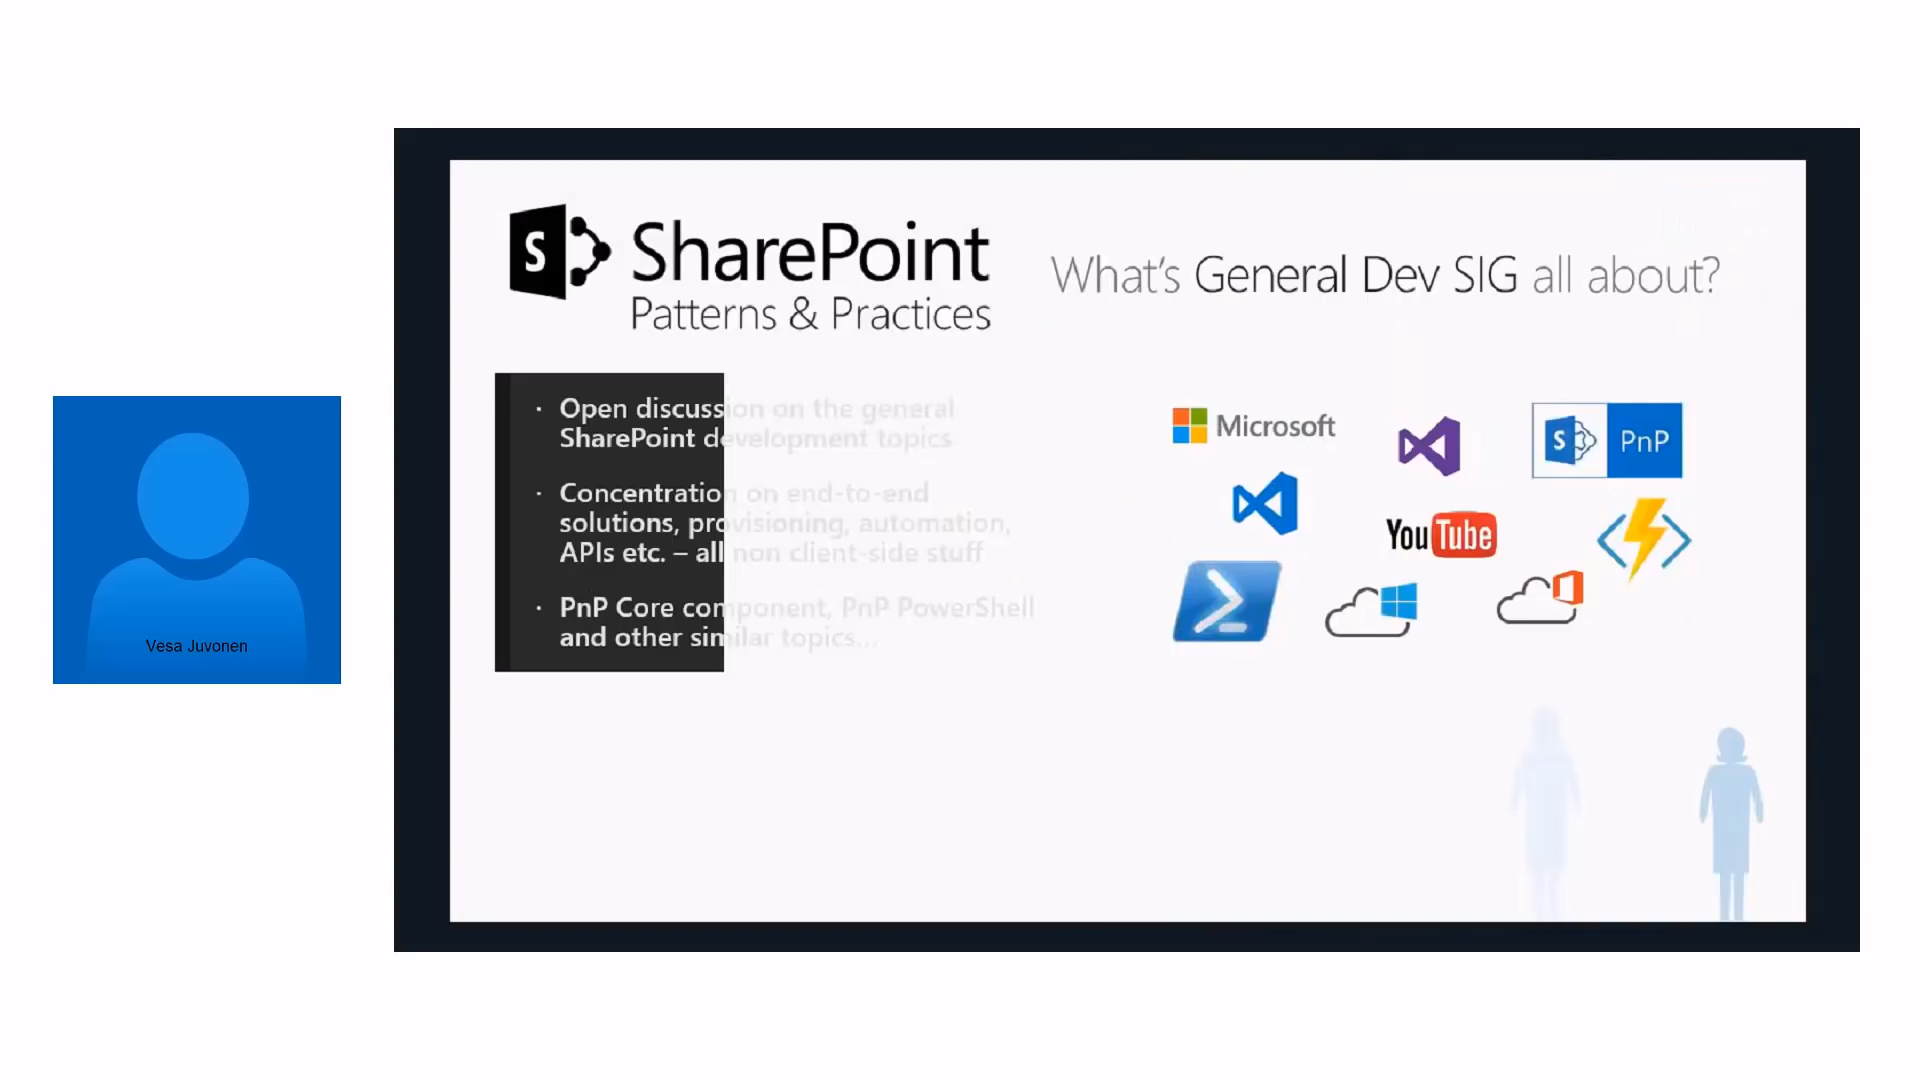 SharePoint
Patterns & Practices
What's General Dev SIG all about?
· Open discussion on the general
SharePoint development topics
· Concentration on end-to-end
solutions, provisioning, automation,
APIs etc. – all non client-side stuff
· PnP Core component, PnP PowerShell
and other similar topics...
Microsoft
S PnP
YouTube
Vesa Juvonen